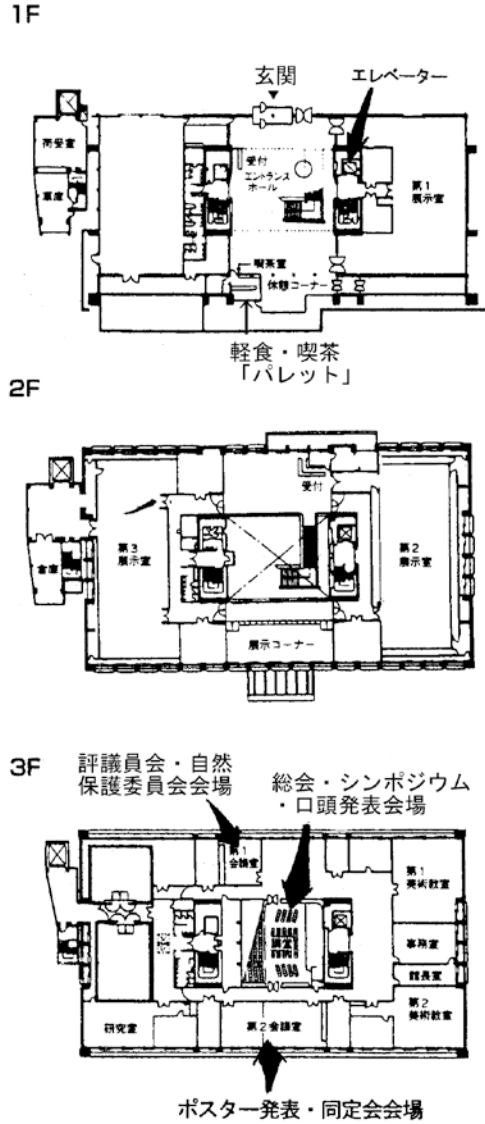 1F
玄関
エレベーター
荷受室
車庫
受付
エントランス
ホール
第1
展示室
喫茶室
休憩コーナー
軽食・喫茶
「パレット」
2F
受付
倉庫
第3
展示室
第2
展示室
展示コーナー
3F
評議員会・自然
保護委員会会場
総会・シンポジウム
・口頭発表会場
第1
会議室
第1
美術教室
講堂
事務室
館長室
第2
美術教室
研究室
第2会議室
ポスター発表・同定会会場